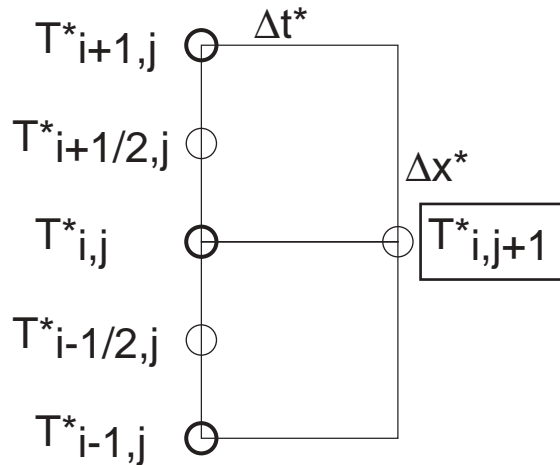 T*i+1,j
Δt*
T*i+1/2,j
Δx*
T*i,j
T*i,j+1
T*i-1/2,j
T*i-1,j